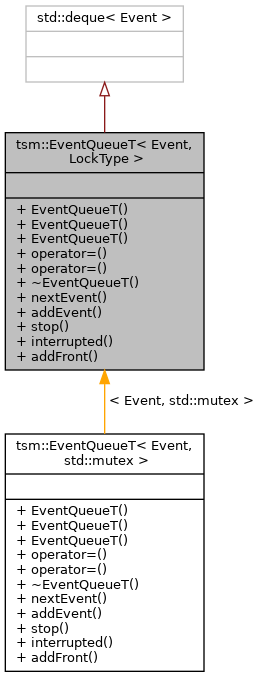 std::deque< Event >
tsm::EventQueueT< Event,
LockType >
+ EventQueueT()
+ EventQueueT()
+ EventQueueT()
+ operator=()
+ operator=()
+ ~EventQueueT()
+ nextEvent()
+ addEvent()
+ stop()
+ interrupted()
+ addFront()
< Event, std::mutex >
tsm::EventQueueT< Event,
std::mutex >
+ EventQueueT()
+ EventQueueT()
+ EventQueueT()
+ operator=()
+ operator=()
+ ~EventQueueT()
+ nextEvent()
+ addEvent()
+ stop()
+ interrupted()
+ addFront()